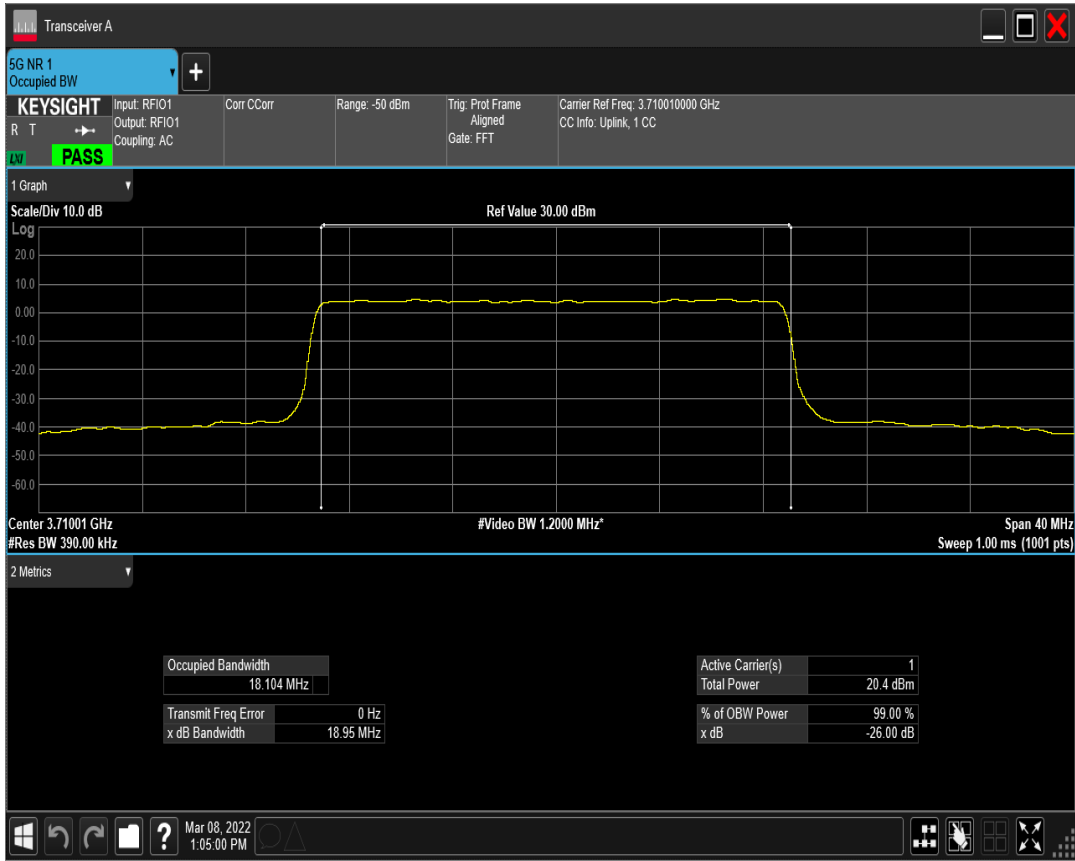 Transceiver A
5G NR 1
Occupied BW
+
KEYSIGHT
R T
LXI
PASS
Input: RFIO1
Output: RFIO1
Coupling: AC
Corr CCorr
Range: -50 dBm
Trig: Prot Frame
Aligned
Gate: FFT
Carrier Ref Freq: 3.710010000 GHz
CC Info: Uplink, 1 CC
1 Graph
Scale/Div 10.0 dB
Ref Value 30.00 dBm
Log
20.0
10.0
0.00
-10.0
-20.0
-30.0
-40.0
-50.0
-60.0
Center 3.71001 GHz
#Video BW 1.2000 MHz*
Span 40 MHz
#Res BW 390.00 kHz
Sweep 1.00 ms (1001 pts)
2 Metrics
Occupied Bandwidth
18.104 MHz
Transmit Freq Error 0 Hz
x dB Bandwidth 18.95 MHz
Active Carrier(s) 1
Total Power 20.4 dBm
% of OBW Power 99.00 %
x dB -26.00 dB
?
Mar 08, 2022
1:05:00 PM